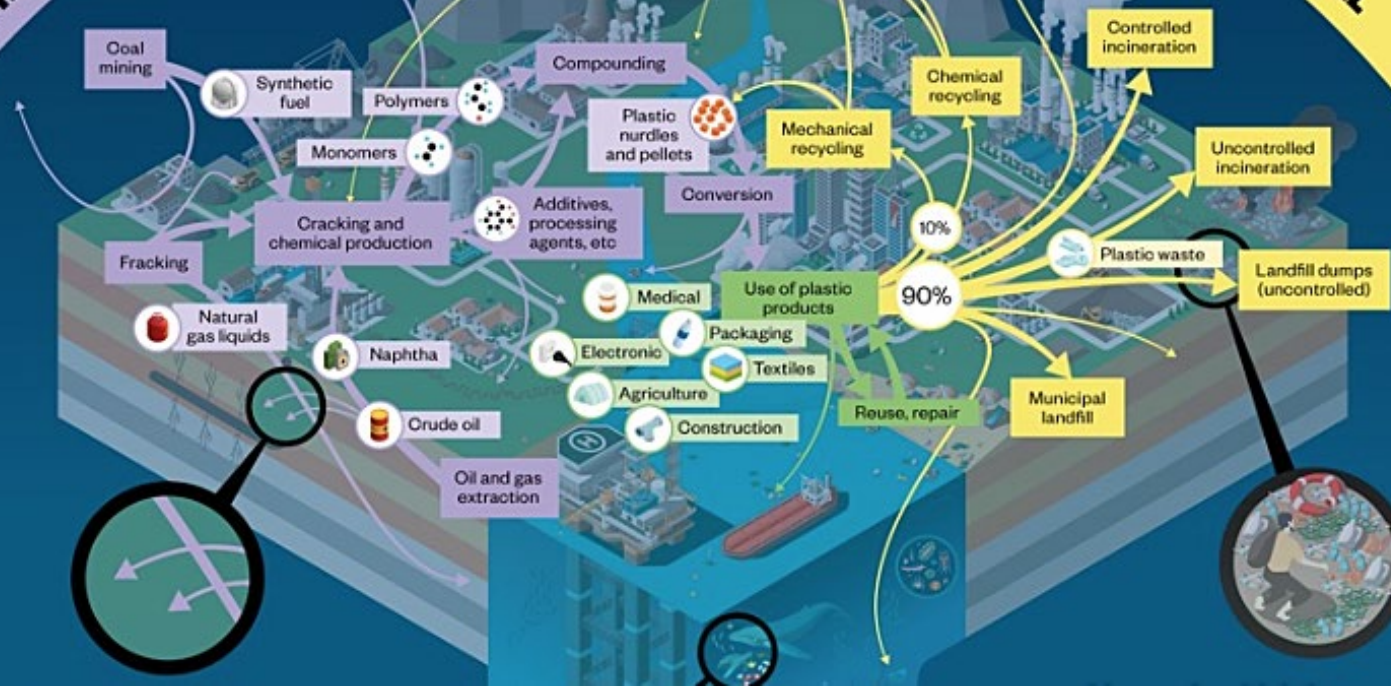 Coal
mining
Synthetic
fuel
Polymers
Monomers
Compounding
Plastic
nurdles
and pellets
Mechanical
recycling
Chemical
recycling
Controlled
incineration
Uncontrolled
incineration
Conversion
Cracking and
chemical production
Additives,
processing
agents, etc
Fracking
10%
90%
Plastic waste
Landfill dumps
(uncontrolled)
Natural
gas liquids
Naphtha
Crude oil
Oil and gas
extraction
Medical
Packaging
Electronic
Textiles
Agriculture
Construction
Use of plastic
products
Reuse, repair
Municipal
landfill
H